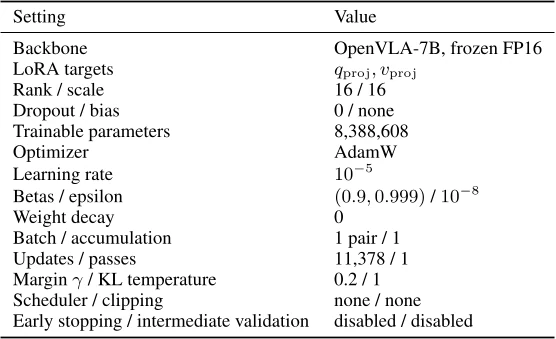 Setting Value
Backbone OpenVLA-7B, frozen FP16
LoRA targets q_proj, v_proj
Rank / scale 16 / 16
Dropout / bias 0 / none
Trainable parameters 8,388,608
Optimizer AdamW
Learning rate 10^−5
Betas / epsilon (0.9, 0.999) / 10^−8
Weight decay 0
Batch / accumulation 1 pair / 1
Updates / passes 11,378 / 1
Margin γ / KL temperature 0.2 / 1
Scheduler / clipping none / none
Early stopping / intermediate validation disabled / disabled